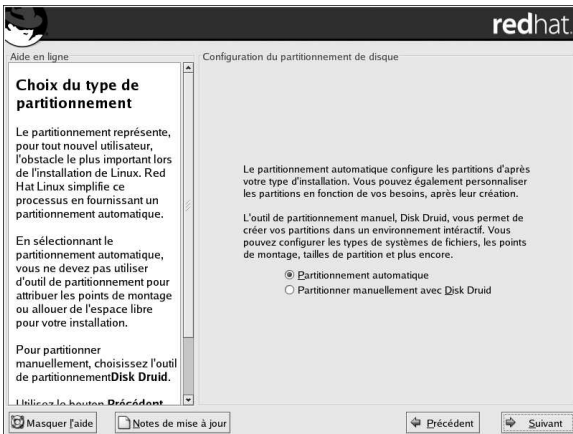 redhat.
Aide en ligne
Choix du type de
partitionnement
Le partitionnement représente,
pour tout nouvel utilisateur,
l'obstacle le plus important lors
de l'installation de Linux. Red
Hat Linux simplifie ce
processus en fournissant un
partitionnement automatique.
En sélectionnant le
partitionnement automatique,
vous ne devez pas utiliser
d'outil de partitionnement pour
attribuer les points de montage
ou allouer de l'espace libre
pour votre installation.
Pour partitionner
manuellement, choisissez l'outil
de partitionnementDisk Druid.
Utilisez le bouton Précédent
Configuration du partitionnement de disque
Le partitionnement automatique configure les partitions d'après
votre type d'installation. Vous pouvez également personnaliser
les partitions en fonction de vos besoins, après leur création.
L'outil de partitionnement manuel, Disk Druid, vous permet de
créer vos partitions dans un environnement intéractif. Vous
pouvez configurer les types de systèmes de fichiers, les points
de montage, tailles de partition et plus encore.
Partitionnement automatique
Partitionner manuellement avec Disk Druid
Masquer l'aide
Notes de mise à jour
Précédent
Suivant